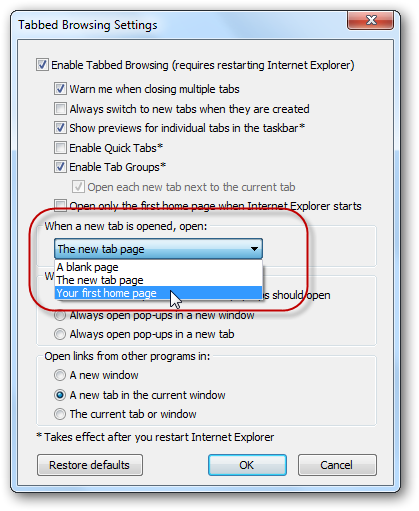 Tabbed Browsing Settings
Enable Tabbed Browsing (requires restarting Internet Explorer)
Warn me when closing multiple tabs
Always switch to new tabs when they are created
Show previews for individual tabs in the taskbar*
Enable Quick Tabs*
Enable Tab Groups*
Open each new tab next to the current tab
Open only the first home page when Internet Explorer starts
When a new tab is opened, open:
The new tab page
A blank page
The new tab page
Your first home page
should open
Always open pop-ups in a new window
Always open pop-ups in a new tab
Open links from other programs in:
A new window
A new tab in the current window
The current tab or window
* Takes effect after you restart Internet Explorer
Restore defaults
OK
Cancel